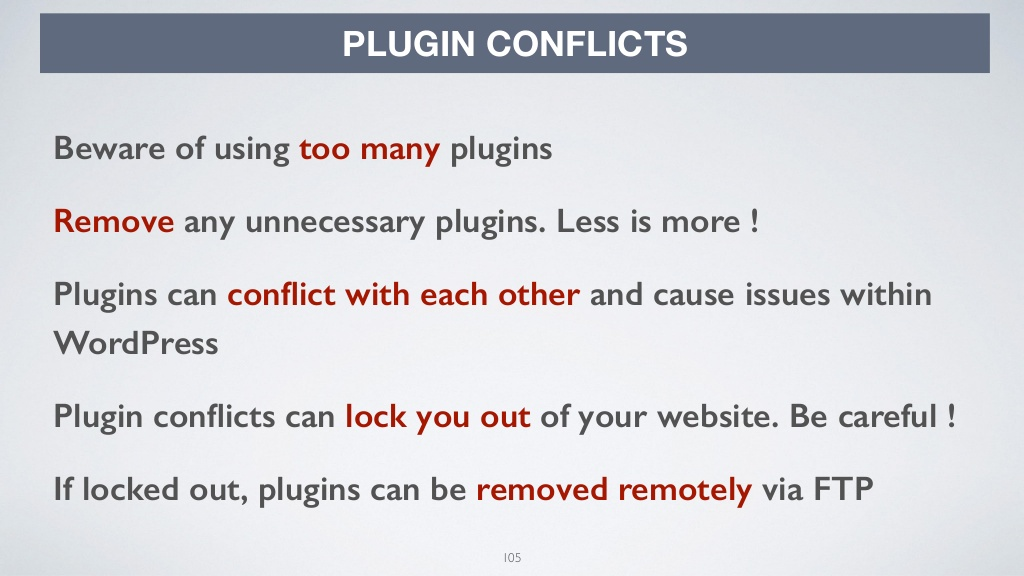 PLUGIN CONFLICTS
Beware of using too many plugins
Remove any unnecessary plugins. Less is more !
Plugins can conflict with each other and cause issues within
WordPress
Plugin conflicts can lock you out of your website. Be careful !
If locked out, plugins can be removed remotely via FTP
105